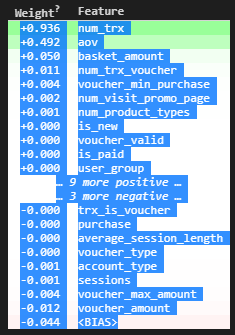 Weight? Feature
+0.936 num_trx
+0.492 aov
+0.050 basket_amount
+0.011 num_trx_voucher
+0.004 voucher_min_purchase
+0.002 num_visit_promo_page
+0.001 num_product_types
+0.000 is_new
+0.000 voucher_valid
+0.000 is_paid
+0.000 user_group
… 9 more positive …
… 3 more negative …
-0.000 trx_is_voucher
-0.000 purchase
-0.000 average_session_length
-0.000 voucher_type
-0.001 account_type
-0.001 sessions
-0.004 voucher_max_amount
-0.012 voucher_amount
-0.044 <BIAS>